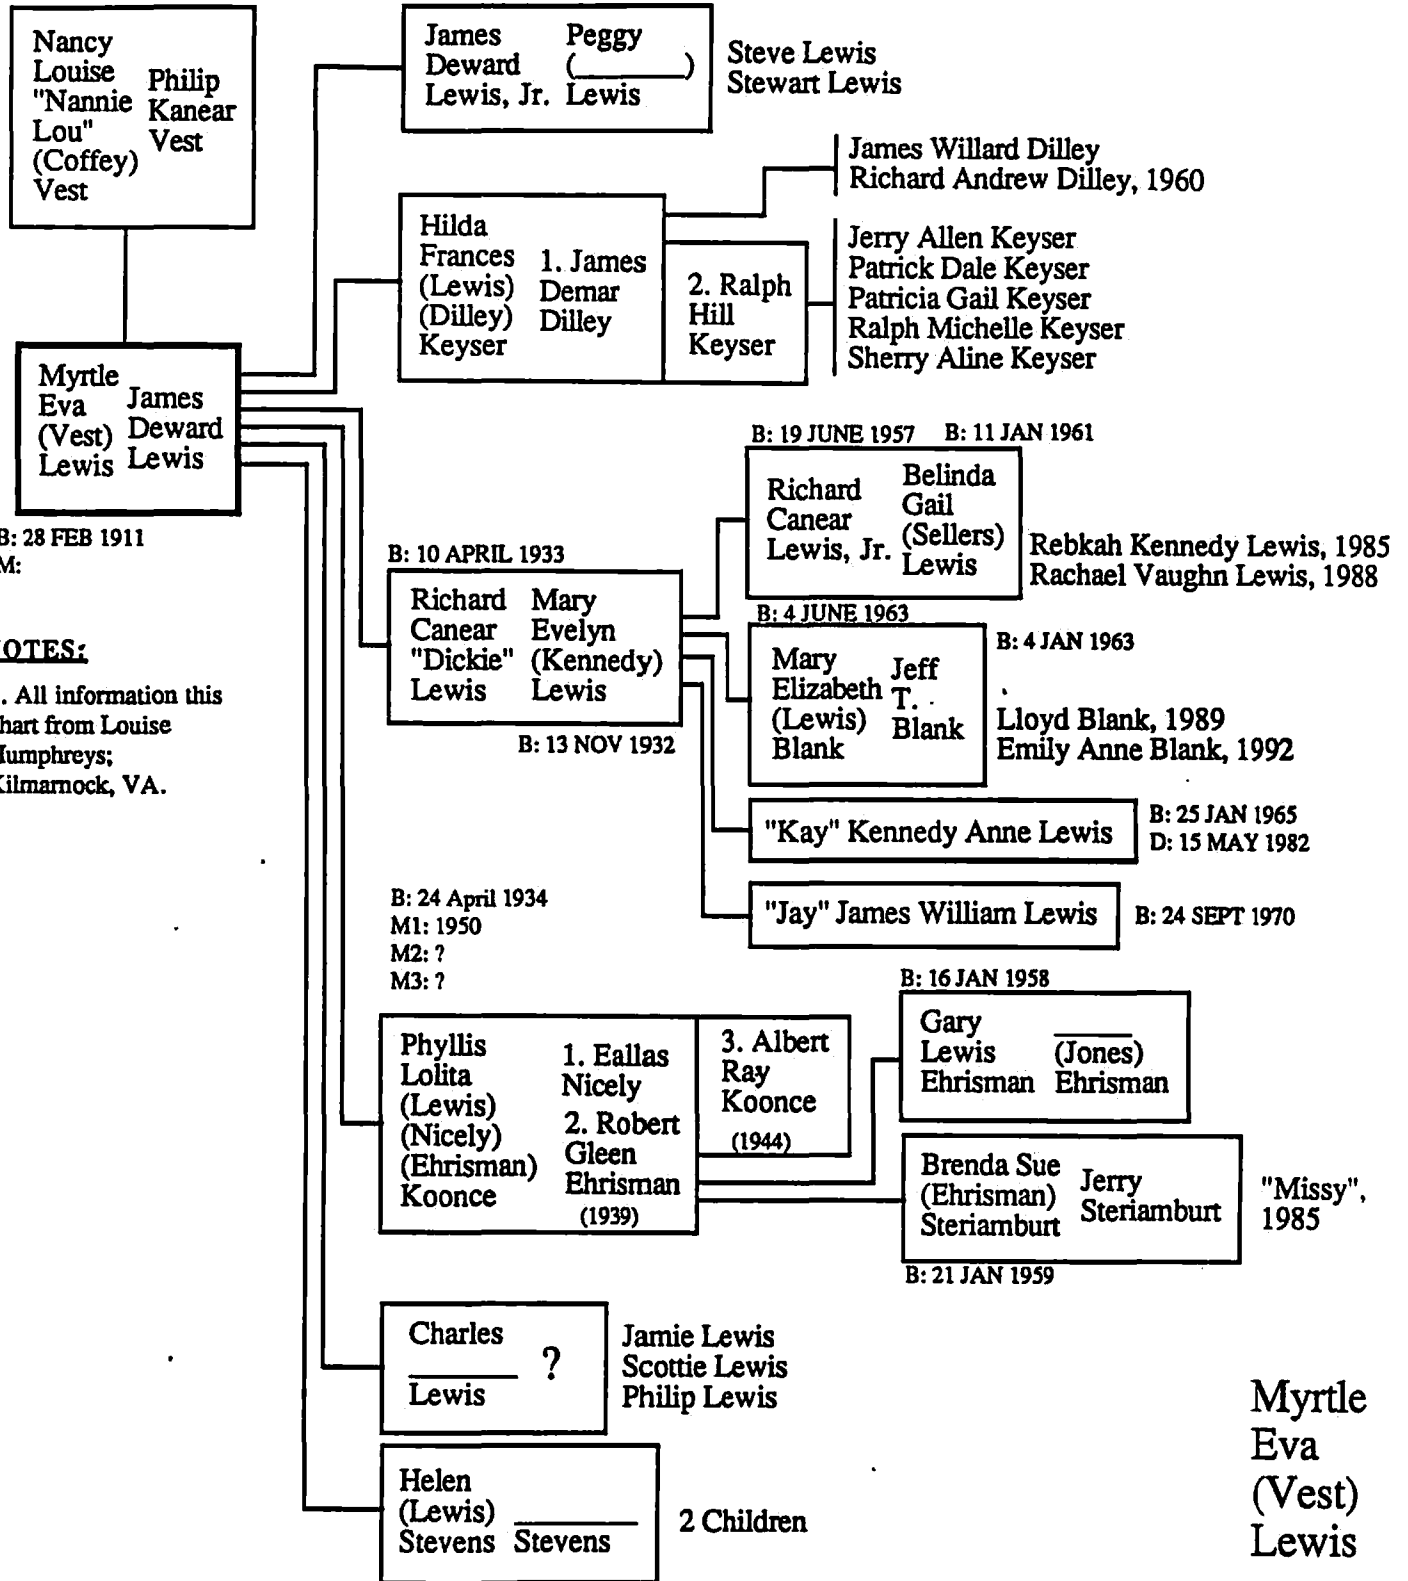 Nancy
Louise
"Nannie
Lou"
(Coffey)
Vest
Philip
Kanear
Vest
James
Deward
Lewis, Jr.
Peggy
(________)
Lewis
Steve Lewis
Stewart Lewis
James Willard Dilley
Richard Andrew Dilley, 1960
Hilda
Frances
(Lewis)
(Dilley)
Keyser
1. James
Demar
Dilley
2. Ralph
Hill
Keyser
Jerry Allen Keyser
Patrick Dale Keyser
Patricia Gail Keyser
Ralph Michelle Keyser
Sherry Aline Keyser
Myrtle
Eva
(Vest)
Lewis
James
Deward
Lewis
B: 28 FEB 1911
M:
NOTES:
. All information this
hart from Louise
Humphreys;
Kilmarnock, VA.
B: 10 APRIL 1933
Richard
Canear
"Dickie"
Lewis
Mary
Evelyn
(Kennedy)
Lewis
B: 13 NOV 1932
B: 19 JUNE 1957 B: 11 JAN 1961
Richard
Canear
Lewis, Jr.
Belinda
Gail
(Sellers)
Lewis
Rebkah Kennedy Lewis, 1985
Rachael Vaughn Lewis, 1988
B: 4 JUNE 1963
Mary
Elizabeth
(Lewis)
Blank
Jeff
T.
Blank
B: 4 JAN 1963
Lloyd Blank, 1989
Emily Anne Blank, 1992
"Kay" Kennedy Anne Lewis
B: 25 JAN 1965
D: 15 MAY 1982
"Jay" James William Lewis
B: 24 SEPT 1970
B: 24 April 1934
M1: 1950
M2: ?
M3: ?
Phyllis
Lolita
(Lewis)
(Nicely)
(Ehrisman)
Koonce
1. Eallas
Nicely
2. Robert
Gleen
Ehrisman
(1939)
3. Albert
Ray
Koonce
(1944)
B: 16 JAN 1958
Gary
Lewis
Ehrisman
________
(Jones)
Ehrisman
Brenda Sue
(Ehrisman)
Steriamburt
Jerry
Steriamburt
"Missy",
1985
B: 21 JAN 1959
Charles
________
Lewis
?
Jamie Lewis
Scottie Lewis
Philip Lewis
Helen
(Lewis)
Stevens
________
Stevens
2 Children
Myrtle
Eva
(Vest)
Lewis